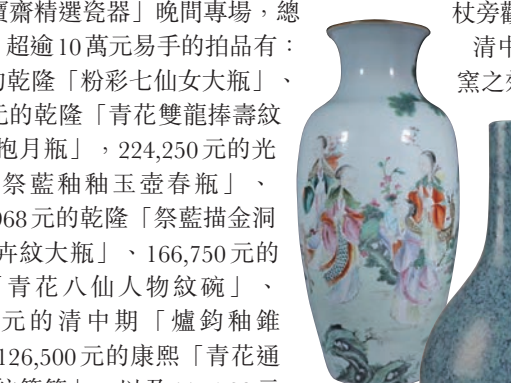 寶齋精選瓷器」晚間專場，總
超逾10萬元易手的拍品有：
乾隆「粉彩七仙女大瓶」、
元的乾隆「青花雙龍捧壽紋
抱月瓶」，224,250元的光
祭藍釉釉玉壺春瓶」、
968元的乾隆「祭藍描金洞
卉紋大瓶」、166,750元的
「青花八仙人物紋碗」、
元的清中期「爐鈞釉錐
126,500元的康熙「青花通
杖旁
清中
窯之